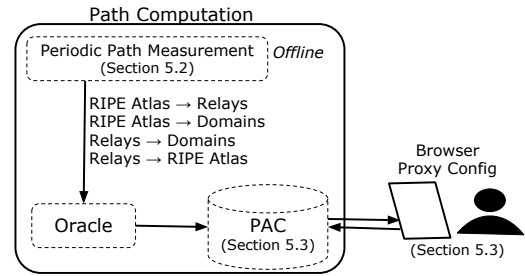 Path Computation
Periodic Path Measurement
(Section 5.2)
Offline
RIPE Atlas → Relays
RIPE Atlas → Domains
Relays → Domains
Relays → RIPE Atlas
Browser
Proxy Config
Oracle
PAC
(Section 5.3)
(Section 5.3)